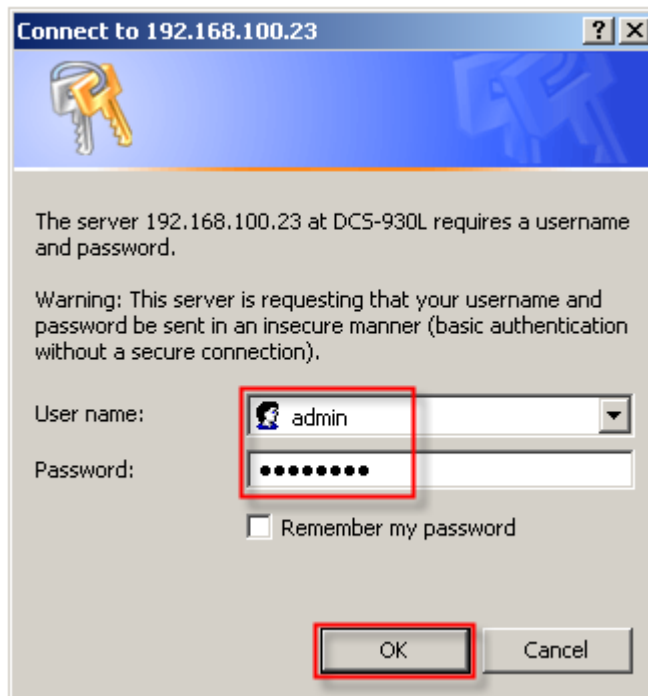 Connect to 192.168.100.23
The server 192.168.100.23 at DCS-930L requires a username
and password.
Warning: This server is requesting that your username and
password be sent in an insecure manner (basic authentication
without a secure connection).
User name:
admin
Password:
●●●●●●●●
Remember my password
OK
Cancel